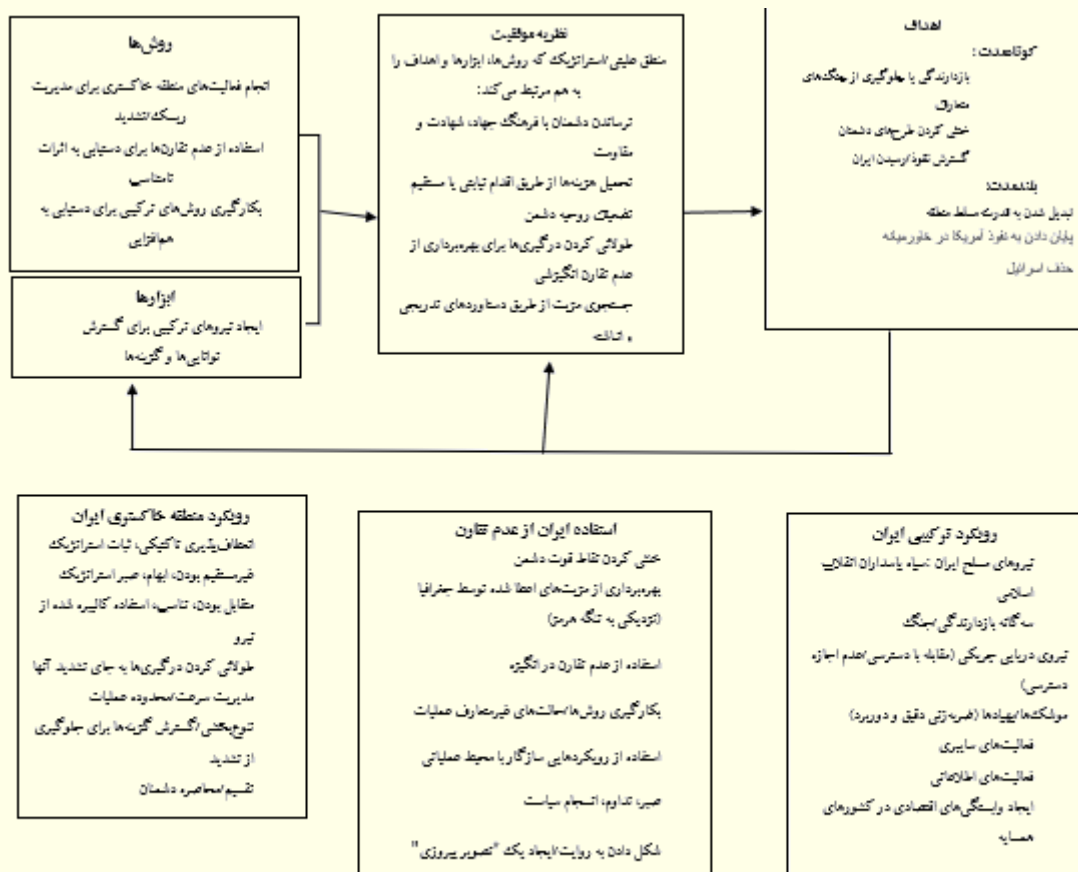 اهداف
کوتاه‌مدت:
بازدارندگی یا جلوگیری از جنگ‌های
متعارف
خنثی کردن طرح‌های دشمنان
گسترش نفوذ/رسیدن ایران
بلندمدت:
تبدیل شدن به قدرت مسلط منطقه
پایان دادن به نفوذ آمریکا در خاورمیانه
حذف اسرائیل
نظریه موفقیت
منطق علیتی/استراتژیک که روش‌ها، ابزارها و اهداف را
به هم مرتبط می‌کند:
ترساندن دشمنان با فرهنگ جهاد، شهادت و
مقاومت
تحمیل هزینه‌ها از طریق اقدام نیابتی یا مستقیم
تضعیف روحیه دشمن
طولانی کردن درگیری‌ها برای بهره‌برداری از
عدم تقارن انگیزشی
جستجوی مزیت از طریق دستاوردهای تدریجی
و
روش‌ها
انجام فعالیت‌های منطقه خاکستری برای مدیریت
ریسک/تشدید
استفاده از عدم تقارن‌ها برای دستیابی به اثرات
نامتناسب
بکارگیری روش‌های ترکیبی برای دستیابی به
هم‌افزایی
ابزارها
ایجاد نیروهای ترکیبی برای گسترش
توانایی‌ها و گزینه‌ها
رویکرد ترکیبی ایران
نیروهای مسلح ایران :سپاه پاسداران انقلاب
اسلامی
سه‌گانه بازدارندگی/جنگ
نیروی دریایی چریکی (مقابله با دسترسی/عدم اجازه
دسترسی)
موشک‌ها/پهپادها (ضربه‌زنی دقیق و دوربرد)
فعالیت‌های سایبری
فعالیت‌های اطلاعاتی
ایجاد وابستگی‌های اقتصادی در کشورهای
همسایه
استفاده ایران از عدم تقارن
خنثی کردن نقاط قوت دشمن
بهره‌برداری از مزیت‌های اعطا شده توسط جغرافیا
(نزدیکی به تنگه هرمز)
استفاده از عدم تقارن در انگیزه
بکارگیری روش‌ها/حالت‌های غیرمتعارف عملیات
استفاده از رویکردهایی سازگار با محیط عملیاتی
صبر، تداوم، انسجام سیاست
شکل دادن به روایت/ایجاد یک "تصویر پیروزی"
رویکرد منطقه خاکستری ایران
انعطاف‌پذیری تاکتیکی، ثبات استراتژیک
غیرمستقیم بودن، ابهام، صبر استراتژیک
متقابل بودن، تناسب، استفاده کالیبره شده از
نیرو
طولانی کردن درگیری‌ها به جای تشدید آنها
مدیریت سرعت/محدوده عملیات
تنوع‌بخشی/گسترش گزینه‌ها برای جلوگیری
از تشدید
تقسیم/محاصره دشمنان